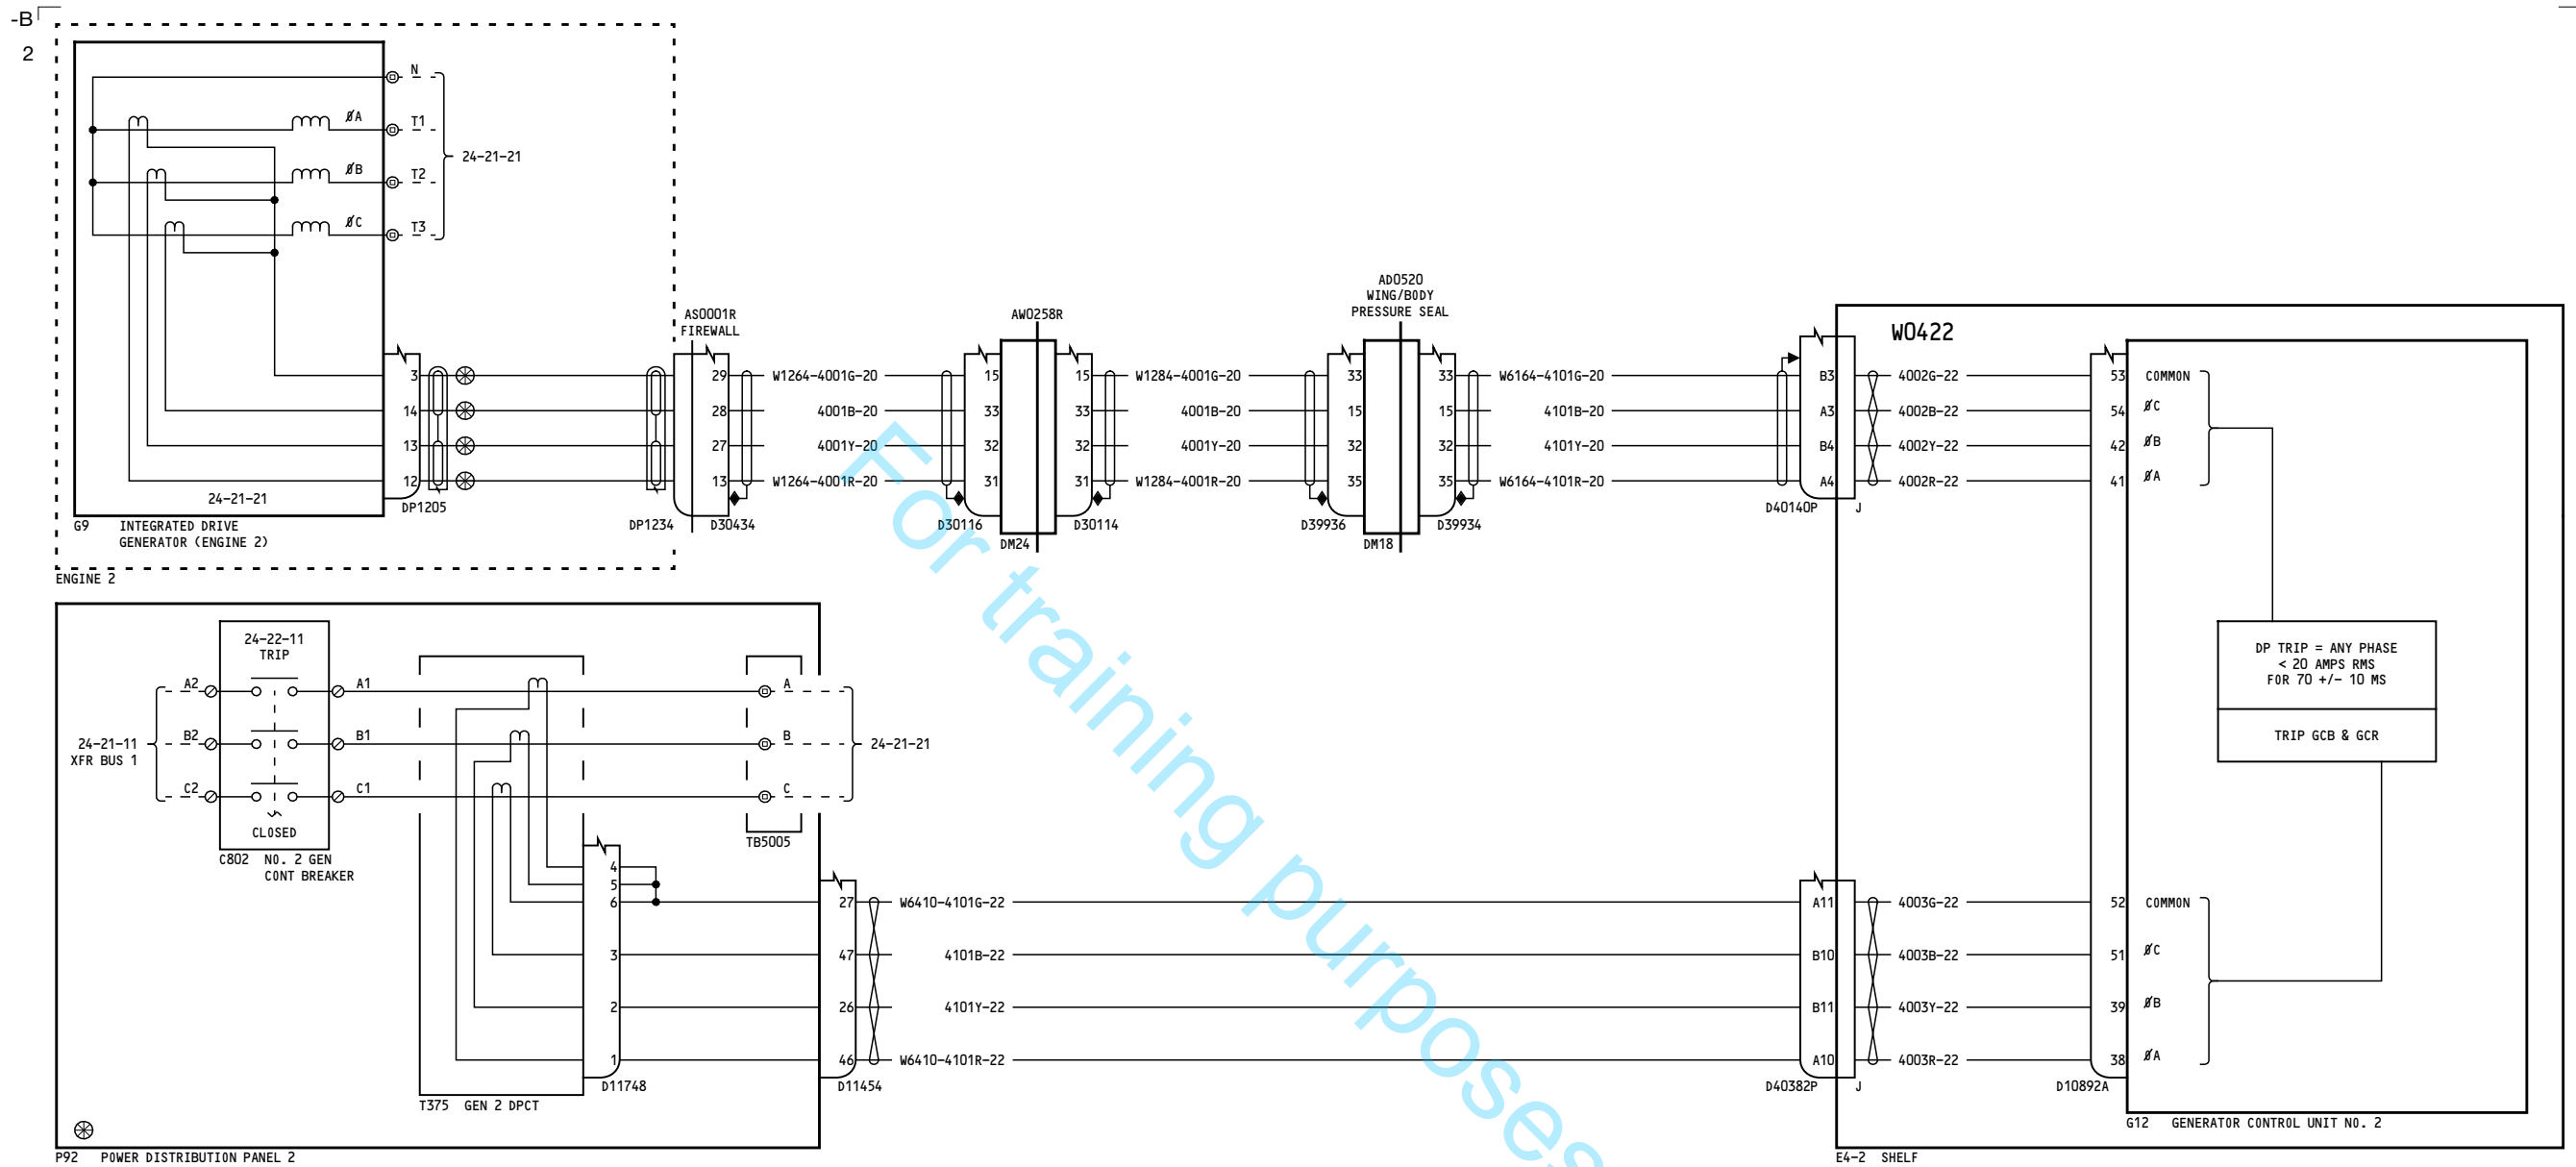 -B
2
N
ØA
T1
24-21-21
ØB
T2
ØC
T3
3
14
13
12
24-21-21
DP1205
G9 INTEGRATED DRIVE
GENERATOR (ENGINE 2)
ENGINE 2
AS0001R
FIREWALL
29
28
27
13
DP1234
D30434
W1264-4001G-20
4001B-20
4001Y-20
W1264-4001R-20
AW0258R
15
33
32
31
15
33
32
31
D30116
D30114
DM24
W1284-4001G-20
4001B-20
4001Y-20
W1284-4001R-20
AD0520
WING/BODY
PRESSURE SEAL
33
15
32
35
33
15
32
35
D39936
D39934
DM18
W6164-4101G-20
4101B-20
4101Y-20
W6164-4101R-20
W0422
B3
A3
B4
A4
D40140P
J
4002G-22
4002B-22
4002Y-22
4002R-22
53 COMMON
54 ØC
42 ØB
41 ØA
DP TRIP = ANY PHASE
< 20 AMPS RMS
FOR 70 +/- 10 MS
TRIP GCB & GCR
24-22-11
TRIP
A2
A1
B2
B1
C2
C1
24-21-11
XFR BUS 1
CLOSED
C802 NO. 2 GEN
CONT BREAKER
A
B
C
24-21-21
TB5005
4
5
6
3
2
1
D11748
T375 GEN 2 DPCT
27
47
26
46
D11454
W6410-4101G-22
4101B-22
4101Y-22
W6410-4101R-22
A11
B10
B11
A10
D40382P
J
4003G-22
4003B-22
4003Y-22
4003R-22
52 COMMON
51 ØC
39 ØB
38 ØA
D10892A
G12 GENERATOR CONTROL UNIT NO. 2
P92 POWER DISTRIBUTION PANEL 2
E4-2 SHELF
For training purposes